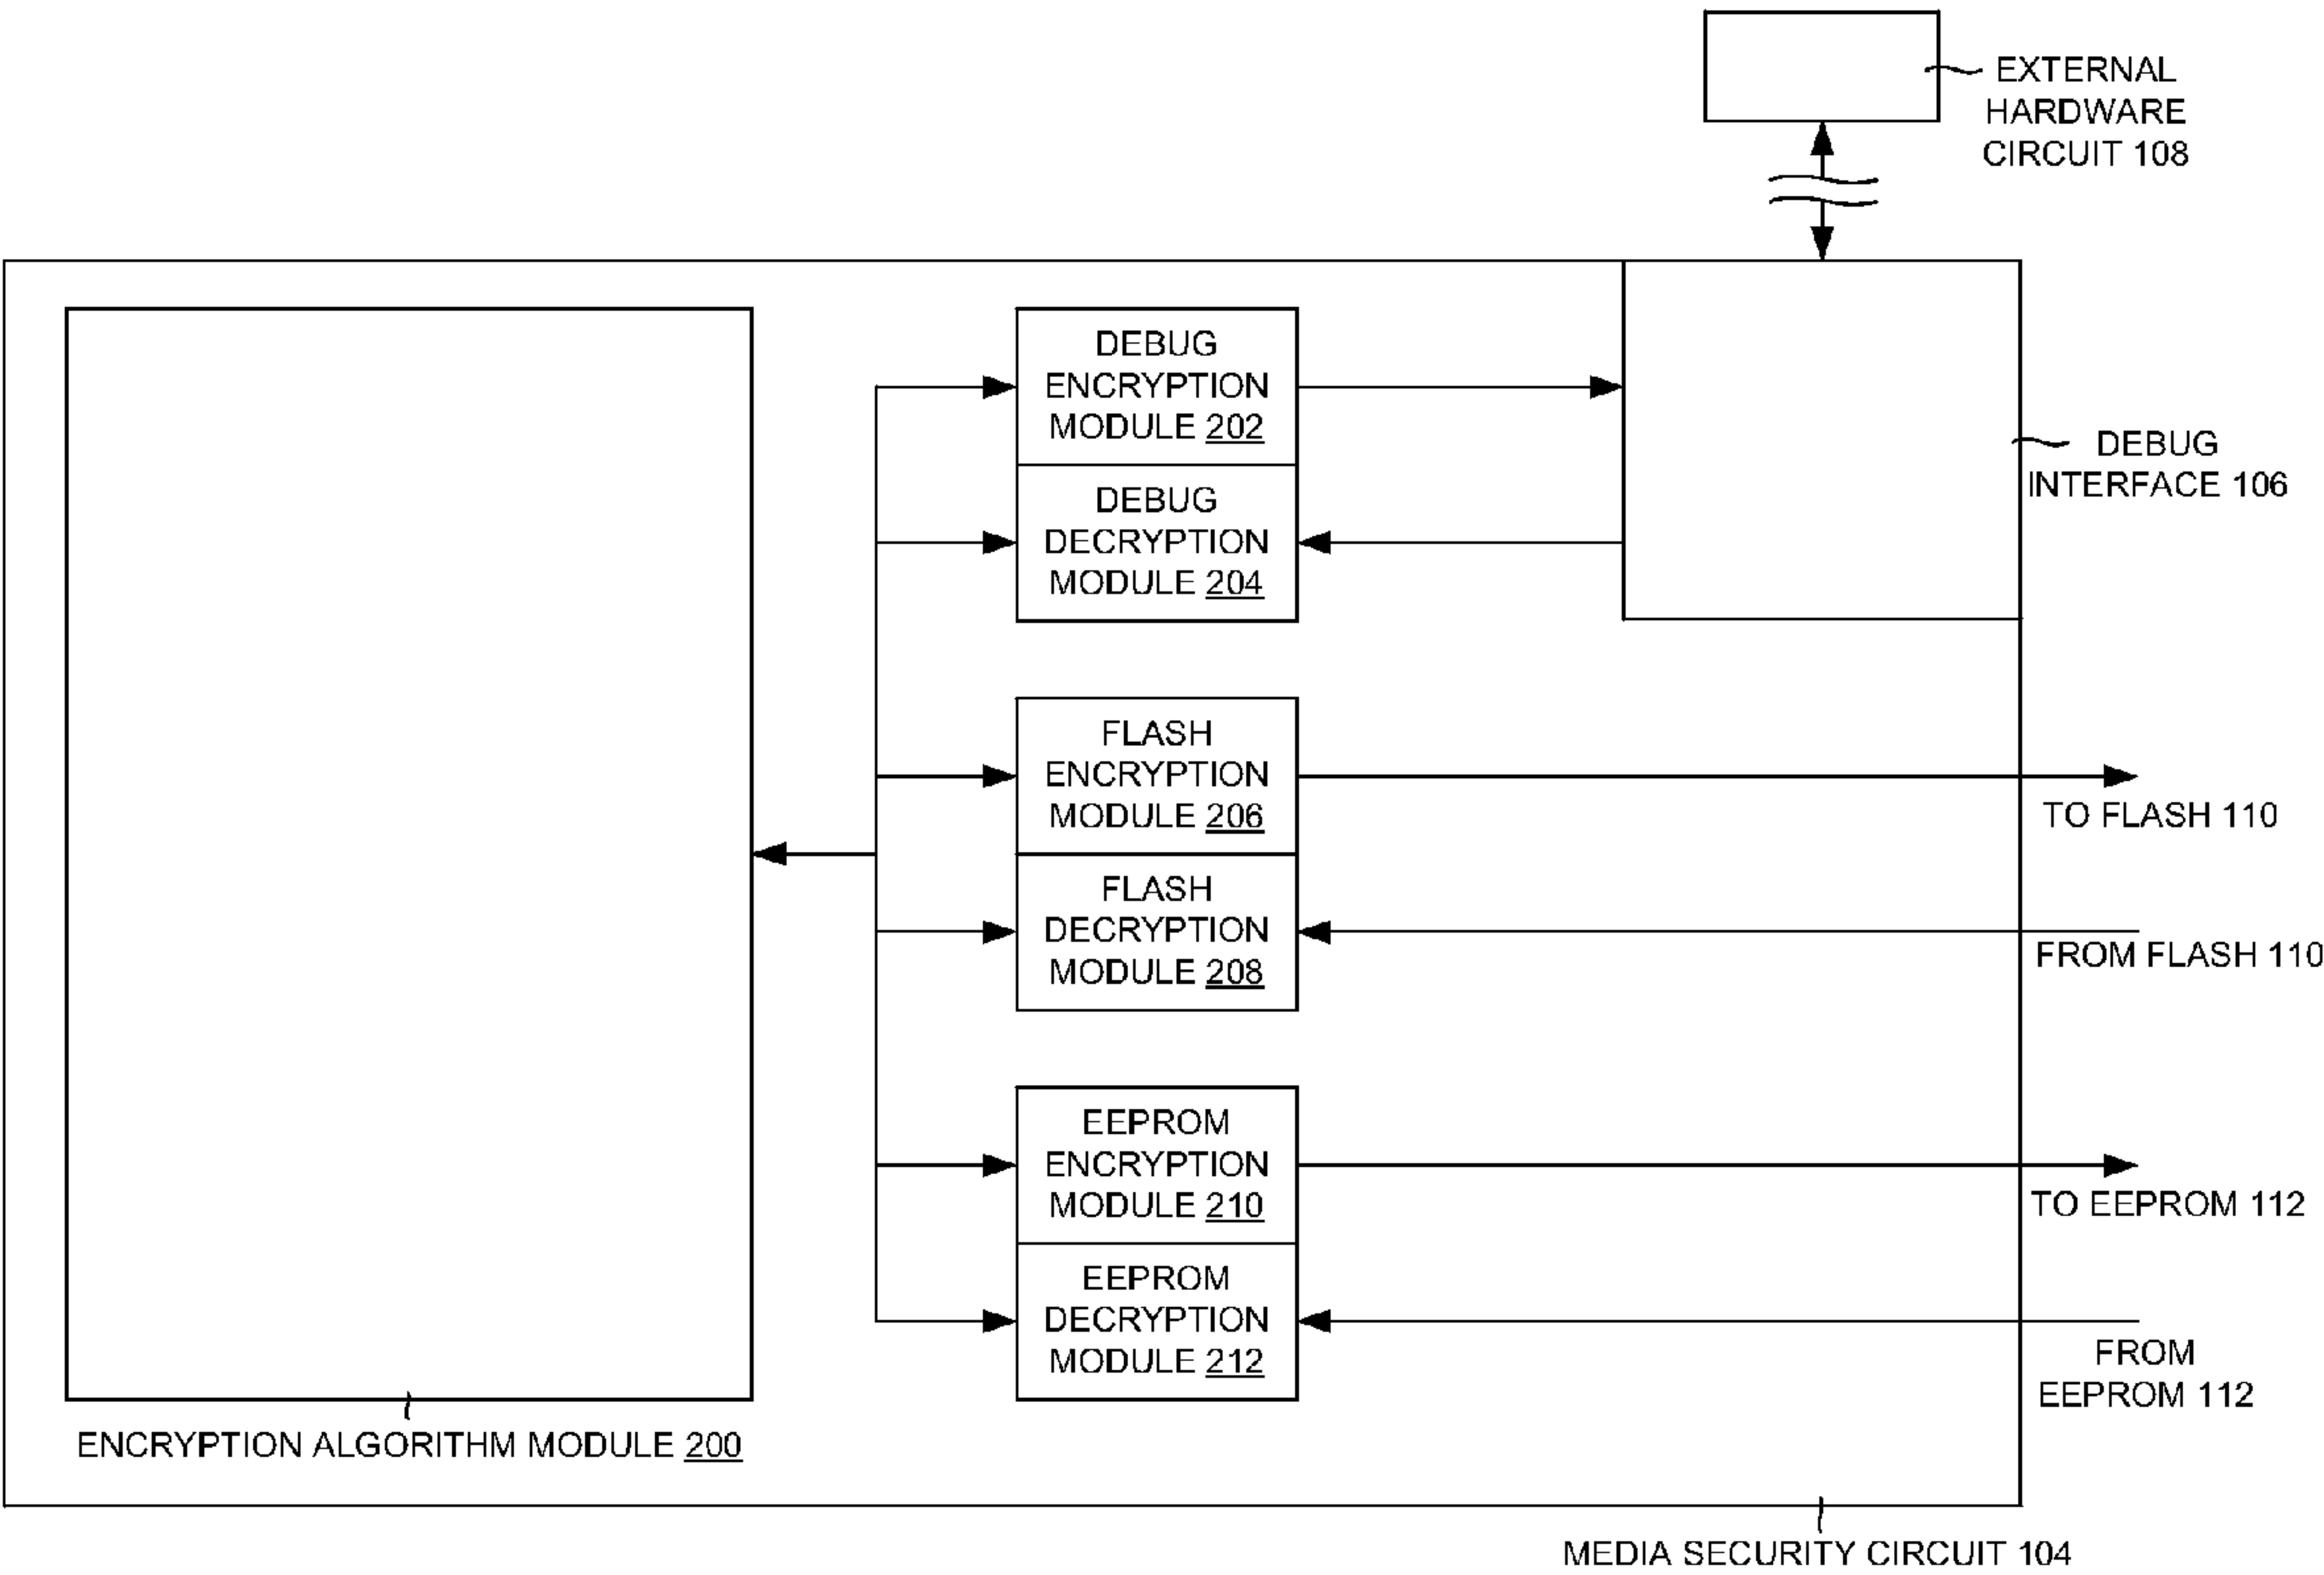 EXTERNAL
HARDWARE
CIRCUIT 108
DEBUG
ENCRYPTION
MODULE 202
DEBUG
DECRYPTION
MODULE 204
DEBUG
INTERFACE 106
FLASH
ENCRYPTION
MODULE 206
TO FLASH 110
FLASH
DECRYPTION
MODULE 208
FROM FLASH 110
EEPROM
ENCRYPTION
MODULE 210
TO EEPROM 112
EEPROM
DECRYPTION
MODULE 212
FROM
EEPROM 112
ENCRYPTION ALGORITHM MODULE 200
MEDIA SECURITY CIRCUIT 104